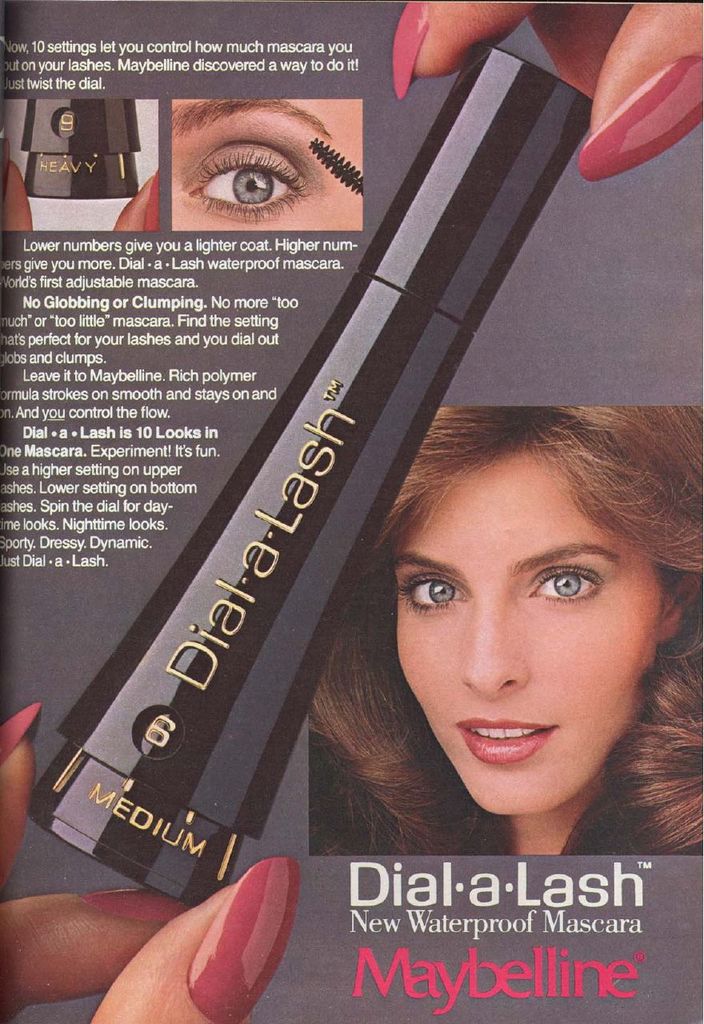 Now, 10 settings let you control how much mascara you
put on your lashes. Maybelline discovered a way to do it!
Just twist the dial.
9
HEAVY
Lower numbers give you a lighter coat. Higher num-
bers give you more. Dial•a•Lash waterproof mascara.
World's first adjustable mascara.
No Globbing or Clumping. No more "too
much" or "too little" mascara. Find the setting
that's perfect for your lashes and you dial out
globs and clumps.
Leave it to Maybelline. Rich polymer
formula strokes on smooth and stays on and
on. And you control the flow.
Dial•a•Lash is 10 Looks in
One Mascara. Experiment! It's fun.
Use a higher setting on upper
lashes. Lower setting on bottom
lashes. Spin the dial for day-
time looks. Nighttime looks.
Sporty. Dressy. Dynamic.
Just Dial•a•Lash.
Dial•a•Lash™
6
MEDIUM
Dial•a•Lash™
New Waterproof Mascara
Maybelline®